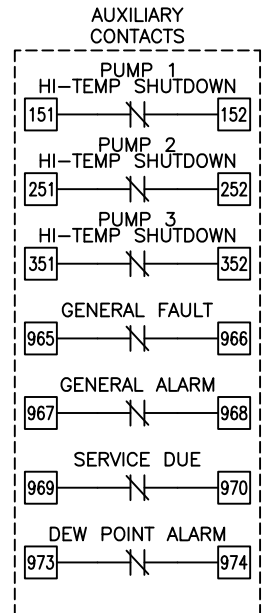 AUXILIARY
CONTACTS
PUMP 1
HI-TEMP SHUTDOWN
151 152
PUMP 2
HI-TEMP SHUTDOWN
251 252
PUMP 3
HI-TEMP SHUTDOWN
351 352
GENERAL FAULT
965 966
GENERAL ALARM
967 968
SERVICE DUE
969 970
DEW POINT ALARM
973 974